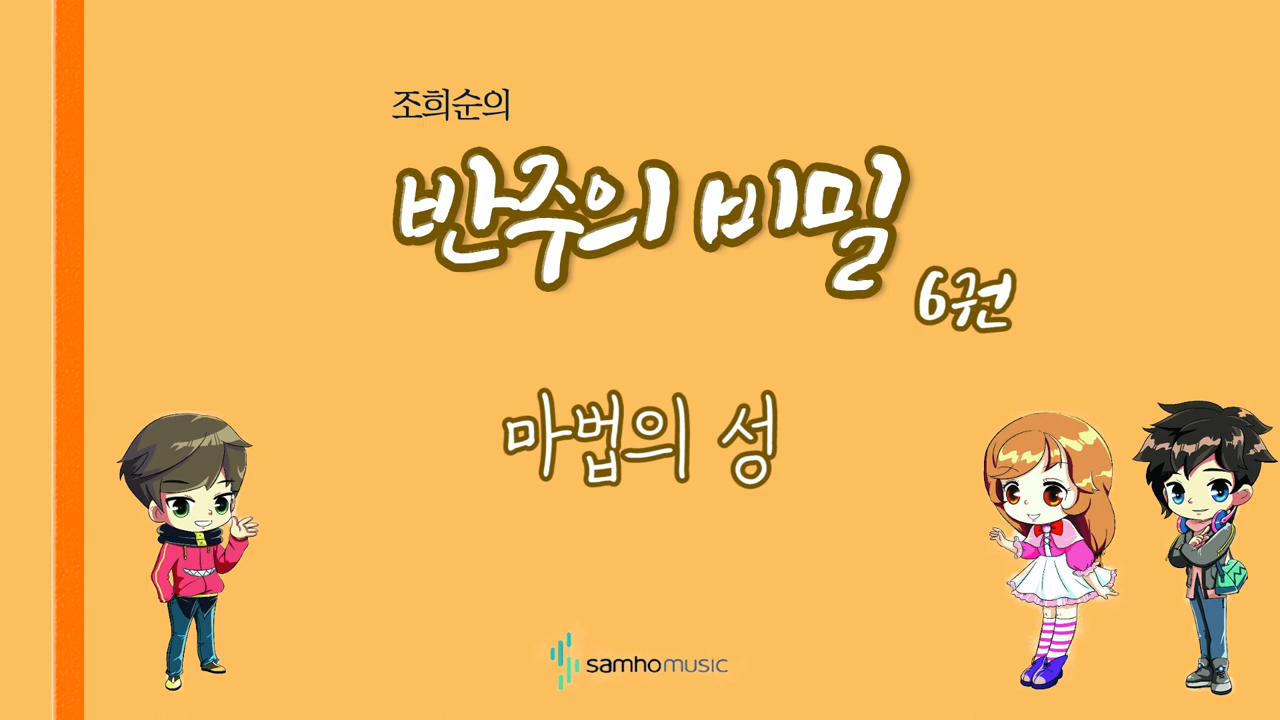 조희순의
반주의 비밀
6권
마법의 성
samhomusic